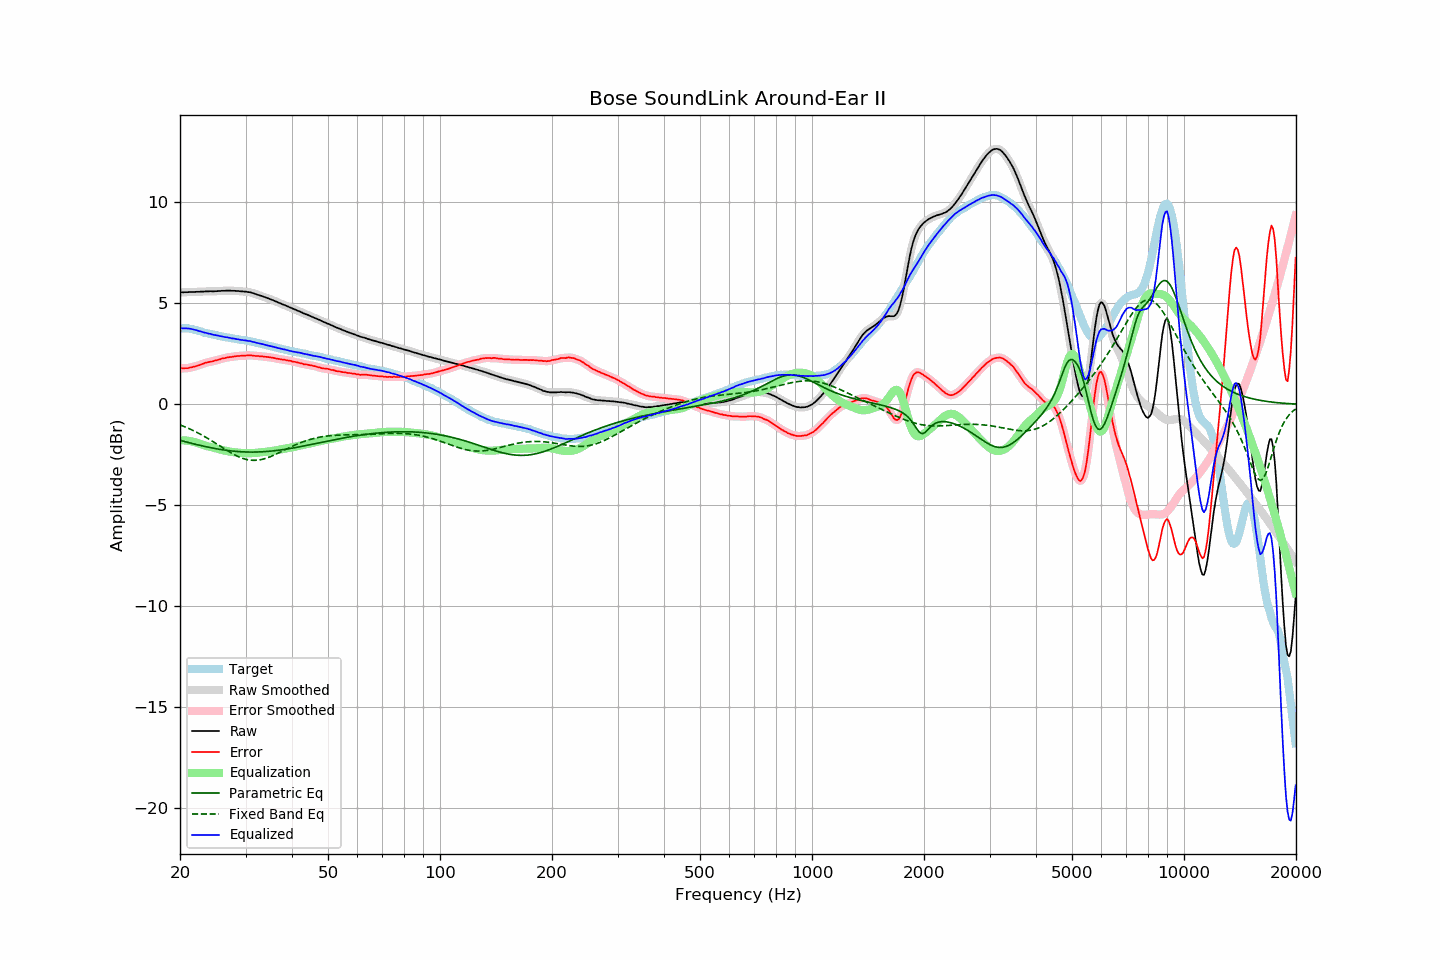 Bose SoundLink Around-Ear II
Amplitude (dBr)
10
5
0
−5
−10
−15
−20
Target
Raw Smoothed
Error Smoothed
Raw
Error
Equalization
Parametric Eq
Fixed Band Eq
Equalized
20 50 100 200 500 1000 2000 5000 10000 20000
Frequency (Hz)